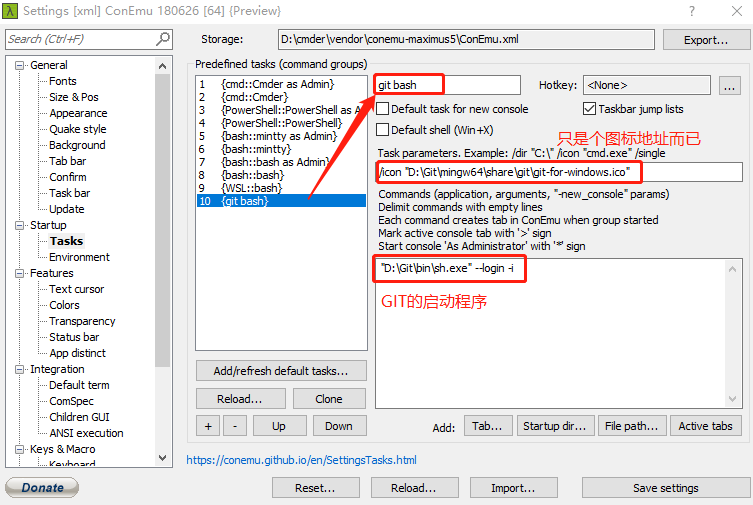 λ Settings [xml] ConEmu 180626 [64] {Preview}
Search (Ctrl+F)
Storage:
D:\cmder\vendor\conemu-maximus5\ConEmu.xml
Export...
General
Fonts
Size & Pos
Appearance
Quake style
Background
Tab bar
Confirm
Task bar
Update
Startup
Tasks
Environment
Features
Text cursor
Colors
Transparency
Status bar
App distinct
Integration
Default term
ComSpec
Children GUI
ANSI execution
Keys & Macro
Keyboard
Predefined tasks (command groups)
1 {cmd::Cmder as Admin}
2 {cmd::Cmder}
3 {PowerShell::PowerShell as A
4 {PowerShell::PowerShell}
5 {bash::mintty as Admin}
6 {bash::mintty}
7 {bash::bash as Admin}
8 {bash::bash}
9 {WSL::bash}
10 {git bash}
Add/refresh default tasks...
Reload...
Clone
+
-
Up
Down
git bash
Hotkey:
<None>
...
Default task for new console
Taskbar jump lists
Default shell (Win+X)
只是个图标地址而已
Task parameters. Example: /dir "C:\" /icon "cmd.exe" /single
/icon "D:\Git\mingw64\share\git\git-for-windows.ico"
Commands (application, arguments, "-new_console" params)
Delimit commands with empty lines
Each command creates tab in ConEmu when group started
Mark active console tab with '>' sign
Start console 'As Administrator' with '*' sign
"D:\Git\bin\sh.exe" --login -i
GIT的启动程序
Add:
Tab...
Startup dir...
File path...
Active tabs
https://conemu.github.io/en/SettingsTasks.html
Donate
Reset...
Reload...
Import...
Save settings